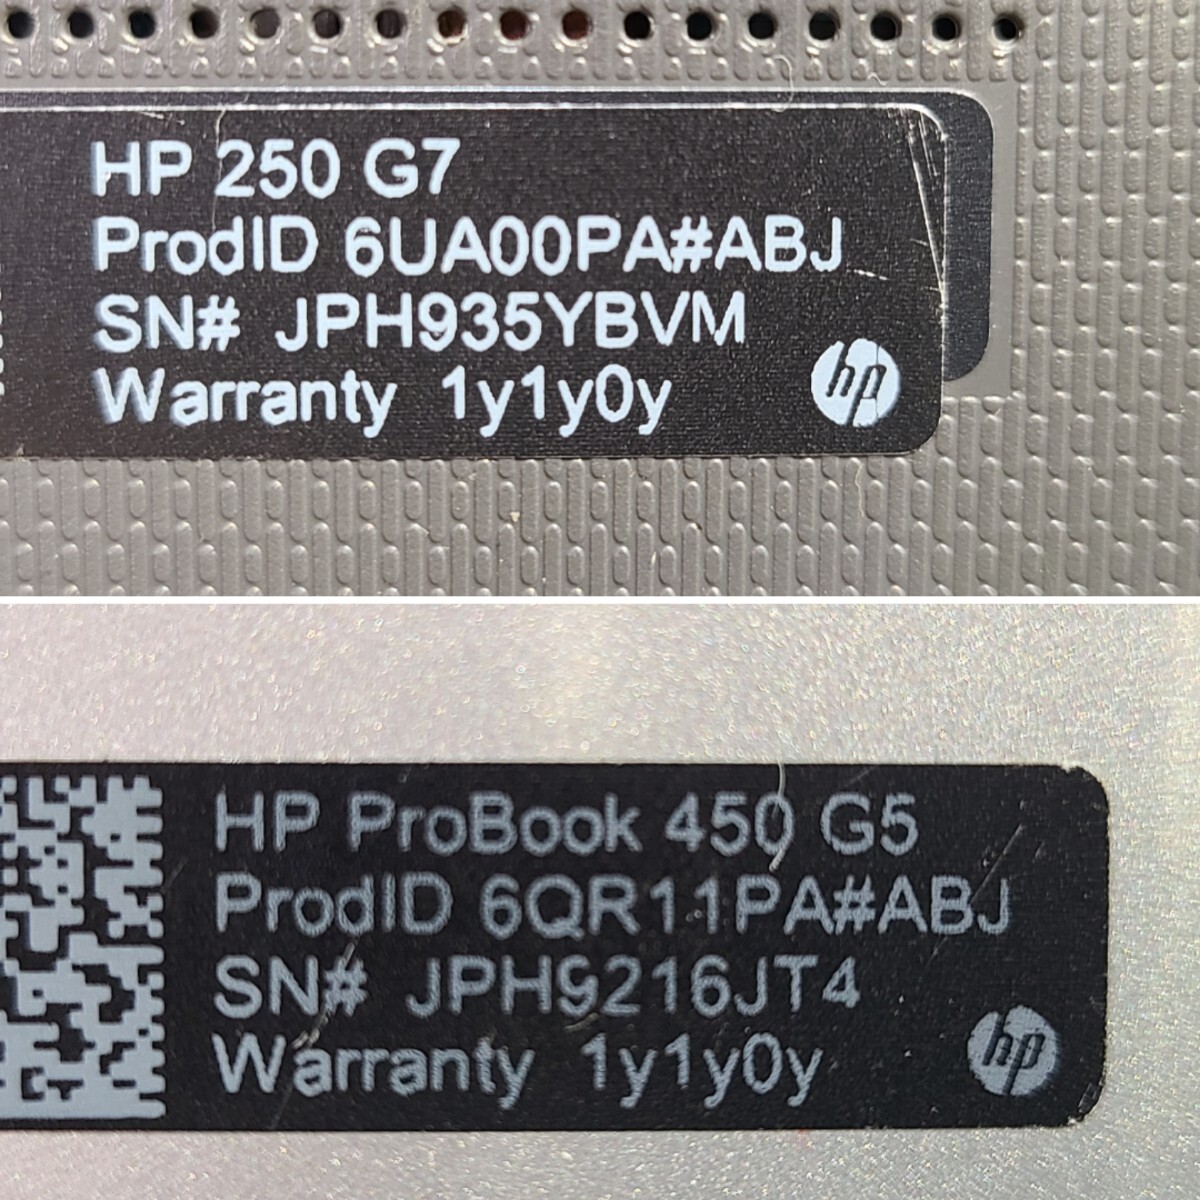 HP 250 G7
ProdID 6UA00PA#ABJ
SN# JPH935YBVM
Warranty 1y1y0y
hp
HP ProBook 450 G5
ProdID 6QR11PA#ABJ
SN# JPH9216JT4
Warranty 1y1y0y
hp